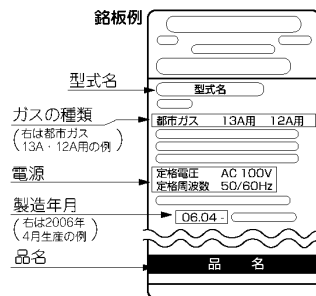 銘板例
型式名
型式名
ガスの種類
(右は都市ガス
13A・12A用の例)
都市ガス 13A用 12A用
電源
定格電圧 AC 100V
定格周波数 50/60Hz
製造年月
(右は2006年
4月生産の例)
06.04 -
品名
品 名